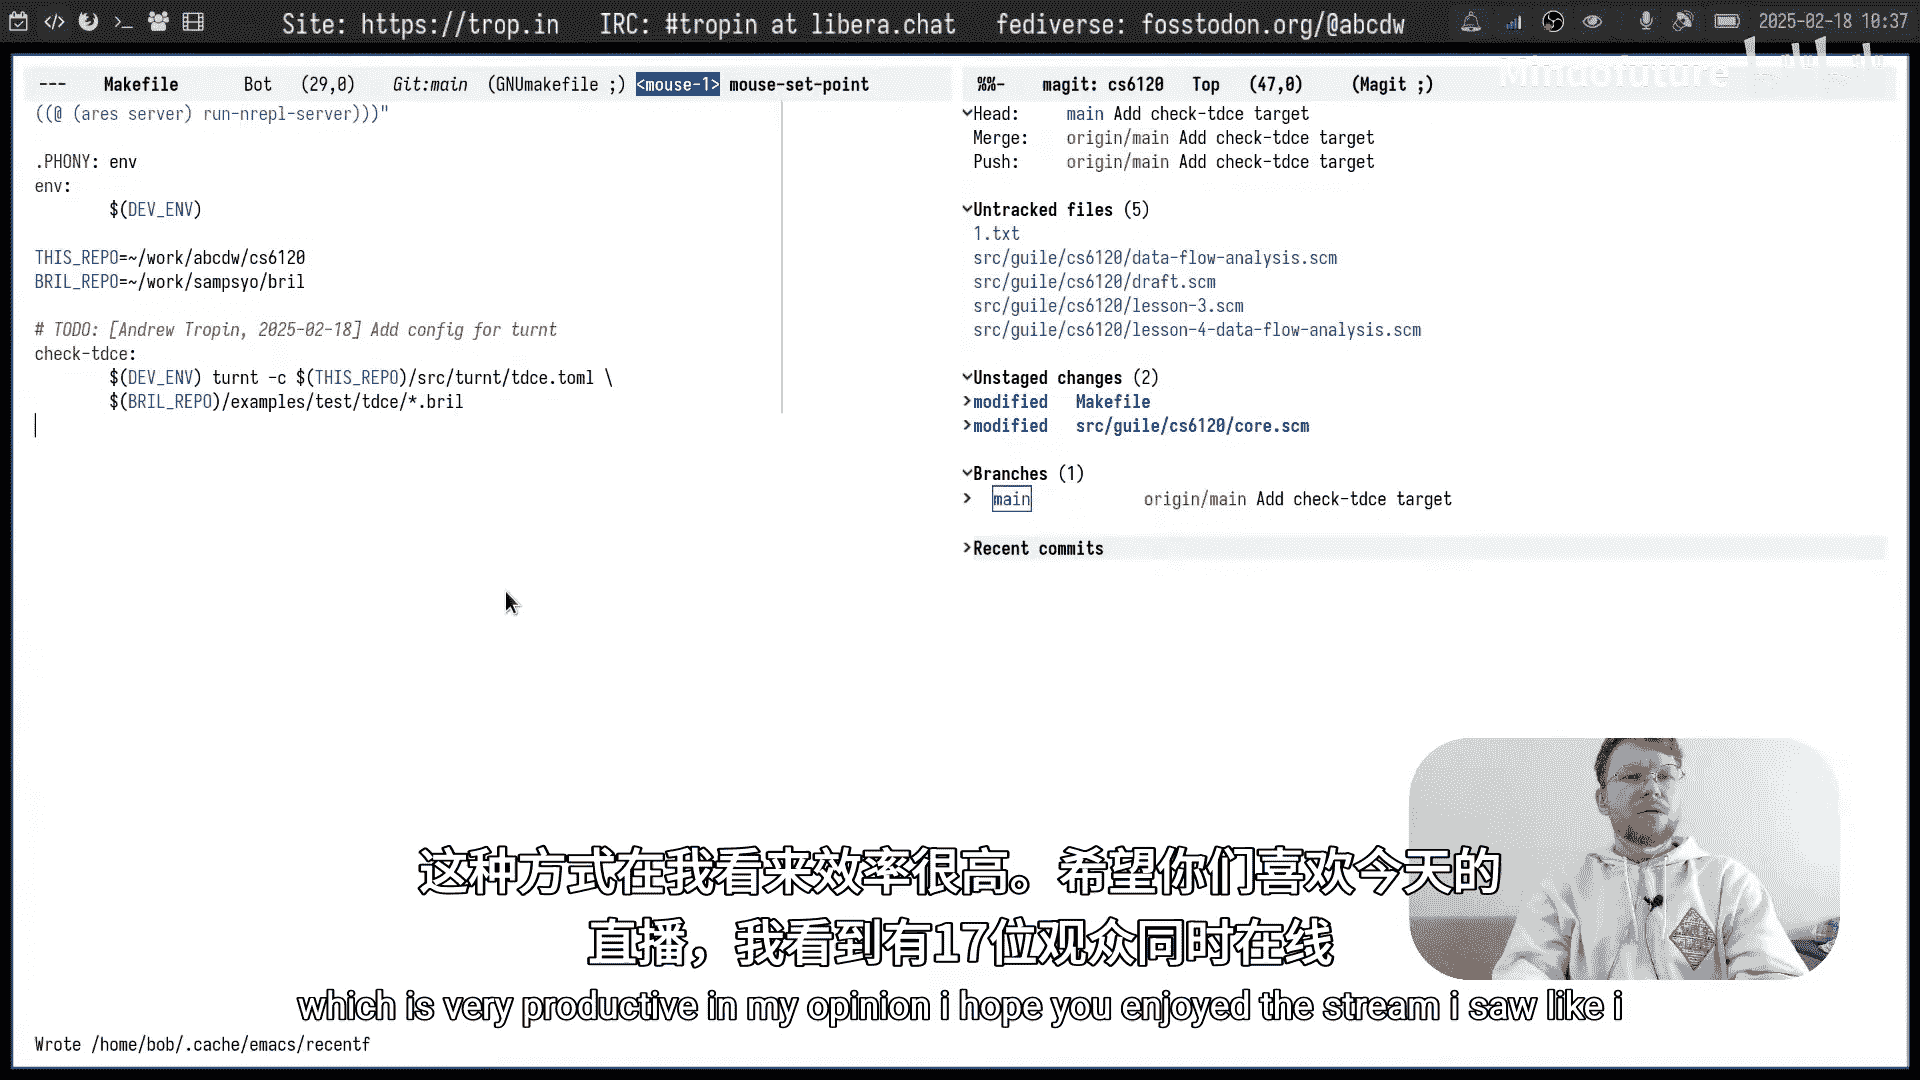 Site: https://trop.in   IRC: #tropin at libera.chat   fediverse: fosstodon.org/@abcdw
2025-02-18 10:37
Mindofuture
---   Makefile   Bot   (29,0)   Git:main   (GNUmakefile ;) <mouse-1> mouse-set-point
((@ (ares server) run-nrepl-server)))"
.PHONY: env
env:
$(DEV_ENV)
THIS_REPO=~/work/abcdw/cs6120
BRIL_REPO=~/work/sampsyo/bril
# TODO: [Andrew Tropin, 2025-02-18] Add config for turnt
check-tdce:
$(DEV_ENV) turnt -c $(THIS_REPO)/src/turnt/tdce.toml \
$(BRIL_REPO)/examples/test/tdce/*.bril
%%-   magit: cs6120   Top   (47,0)   (Magit ;)
Head:   main Add check-tdce target
Merge:   origin/main Add check-tdce target
Push:   origin/main Add check-tdce target
Untracked files (5)
1.txt
src/guile/cs6120/data-flow-analysis.scm
src/guile/cs6120/draft.scm
src/guile/cs6120/lesson-3.scm
src/guile/cs6120/lesson-4-data-flow-analysis.scm
Unstaged changes (2)
modified   Makefile
modified   src/guile/cs6120/core.scm
Branches (1)
main   origin/main Add check-tdce target
Recent commits
这种方式在我看来效率很高。希望你们喜欢今天的
直播，我看到有17位观众同时在线
which is very productive in my opinion i hope you enjoyed the stream i saw like i
Wrote /home/bob/.cache/emacs/recentf